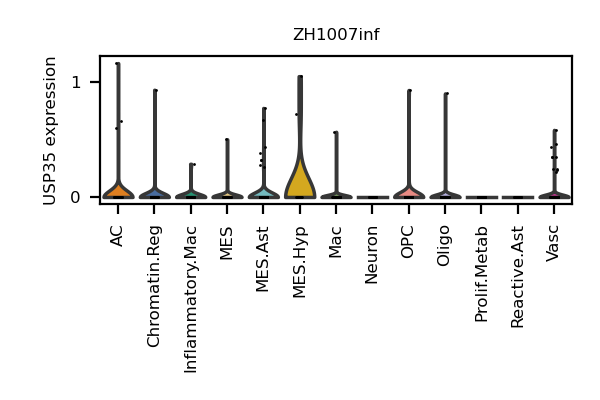 ZH1007inf
USP35 expression
1
0
AC
Chromatin.Reg
Inflammatory.Mac
MES
MES.Ast
MES.Hyp
Mac
Neuron
OPC
Oligo
Prolif.Metab
Reactive.Ast
Vasc